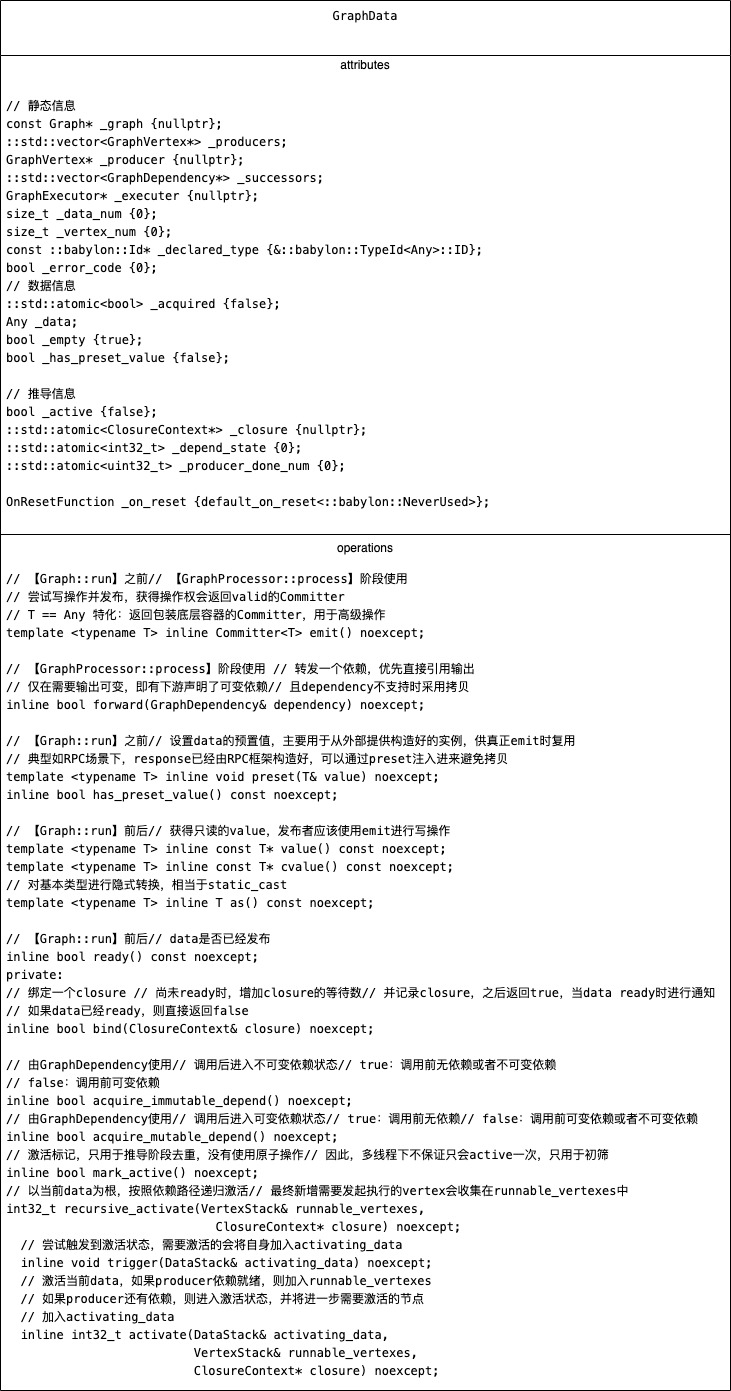 GraphData
attributes
// 静态信息
const Graph* _graph {nullptr};
::std::vector<GraphVertex*> _producers;
GraphVertex* _producer {nullptr};
::std::vector<GraphDependency*> _successors;
GraphExecutor* _executer {nullptr};
size_t _data_num {0};
size_t _vertex_num {0};
const ::babylon::Id* _declared_type {&::babylon::TypeId<Any>::ID};
bool _error_code {0};
// 数据信息
::std::atomic<bool> _acquired {false};
Any _data;
bool _empty {true};
bool _has_preset_value {false};
// 推导信息
bool _active {false};
::std::atomic<ClosureContext*> _closure {nullptr};
::std::atomic<int32_t> _depend_state {0};
::std::atomic<uint32_t> _producer_done_num {0};
OnResetFunction _on_reset {default_on_reset<::babylon::NeverUsed>};
operations
// 【Graph::run】之前// 【GraphProcessor::process】阶段使用
// 尝试写操作并发布，获得操作权会返回valid的Committer
// T == Any 特化：返回包装底层容器的Committer，用于高级操作
template <typename T> inline Committer<T> emit() noexcept;
// 【GraphProcessor::process】阶段使用 // 转发一个依赖，优先直接引用输出
// 仅在需要输出可变，即有下游声明了可变依赖// 且dependency不支持时采用拷贝
inline bool forward(GraphDependency& dependency) noexcept;
// 【Graph::run】之前// 设置data的预置值，主要用于从外部提供构造好的实例，供真正emit时复用
// 典型如RPC场景下，response已经由RPC框架构造好，可以通过preset注入进来避免拷贝
template <typename T> inline void preset(T& value) noexcept;
inline bool has_preset_value() const noexcept;
// 【Graph::run】前后// 获得只读的value，发布者应该使用emit进行写操作
template <typename T> inline const T* value() const noexcept;
template <typename T> inline const T* cvalue() const noexcept;
// 对基本类型进行隐式转换，相当于static_cast
template <typename T> inline T as() const noexcept;
// 【Graph::run】前后// data是否已经发布
inline bool ready() const noexcept;
private:
// 绑定一个closure // 尚未ready时，增加closure的等待数// 并记录closure，之后返回true，当data ready时进行通知
// 如果data已经ready，则直接返回false
inline bool bind(ClosureContext& closure) noexcept;
// 由GraphDependency使用// 调用后进入不可变依赖状态// true：调用前无依赖或者不可变依赖
// false：调用前可变依赖
inline bool acquire_immutable_depend() noexcept;
// 由GraphDependency使用// 调用后进入可变依赖状态// true：调用前无依赖// false：调用前可变依赖或者不可变依赖
inline bool acquire_mutable_depend() noexcept;
// 激活标记，只用于推导阶段去重，没有使用原子操作// 因此，多线程下不保证只会active一次，只用于初筛
inline bool mark_active() noexcept;
// 以当前data为根，按照依赖路径递归激活// 最终新增需要发起执行的vertex会收集在runnable_vertexes中
int32_t recursive_activate(VertexStack& runnable_vertexes,
ClosureContext* closure) noexcept;
// 尝试触发到激活状态，需要激活的会将自身加入activating_data
inline void trigger(DataStack& activating_data) noexcept;
// 激活当前data，如果producer依赖就绪，则加入runnable_vertexes
// 如果producer还有依赖，则进入激活状态，并将进一步需要激活的节点
// 加入activating_data
inline int32_t activate(DataStack& activating_data,
VertexStack& runnable_vertexes,
ClosureContext* closure) noexcept;